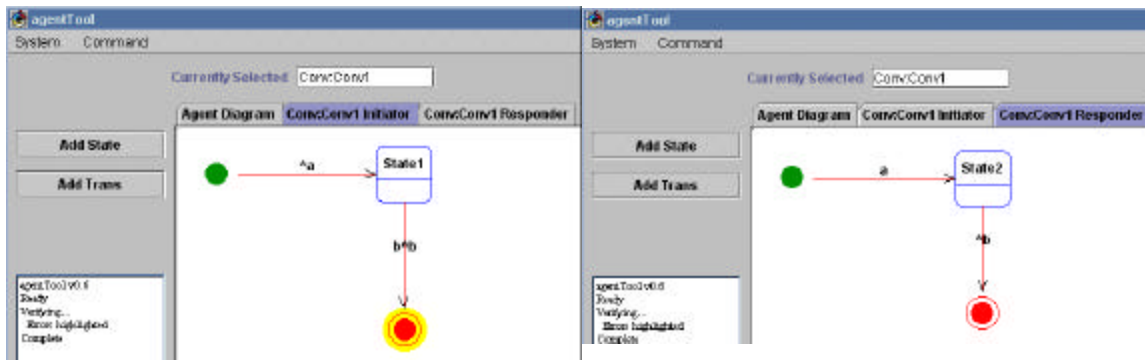 agentTool
System Command
Currently Selected Conv:Conv1
Agent Diagram Conv:Conv1 Initiator Conv:Conv1 Responder
Add State
Add Trans
^a
State1
b^b
agentTool v0.6
Ready
Verifying...
Errors highlighted
Complete
agentTool
System Command
Currently Selected Conv:Conv1
Agent Diagram Conv:Conv1 Initiator Conv:Conv1 Responder
Add State
Add Trans
a
State2
^b
agentTool v0.6
Ready
Verifying...
Errors highlighted
Complete